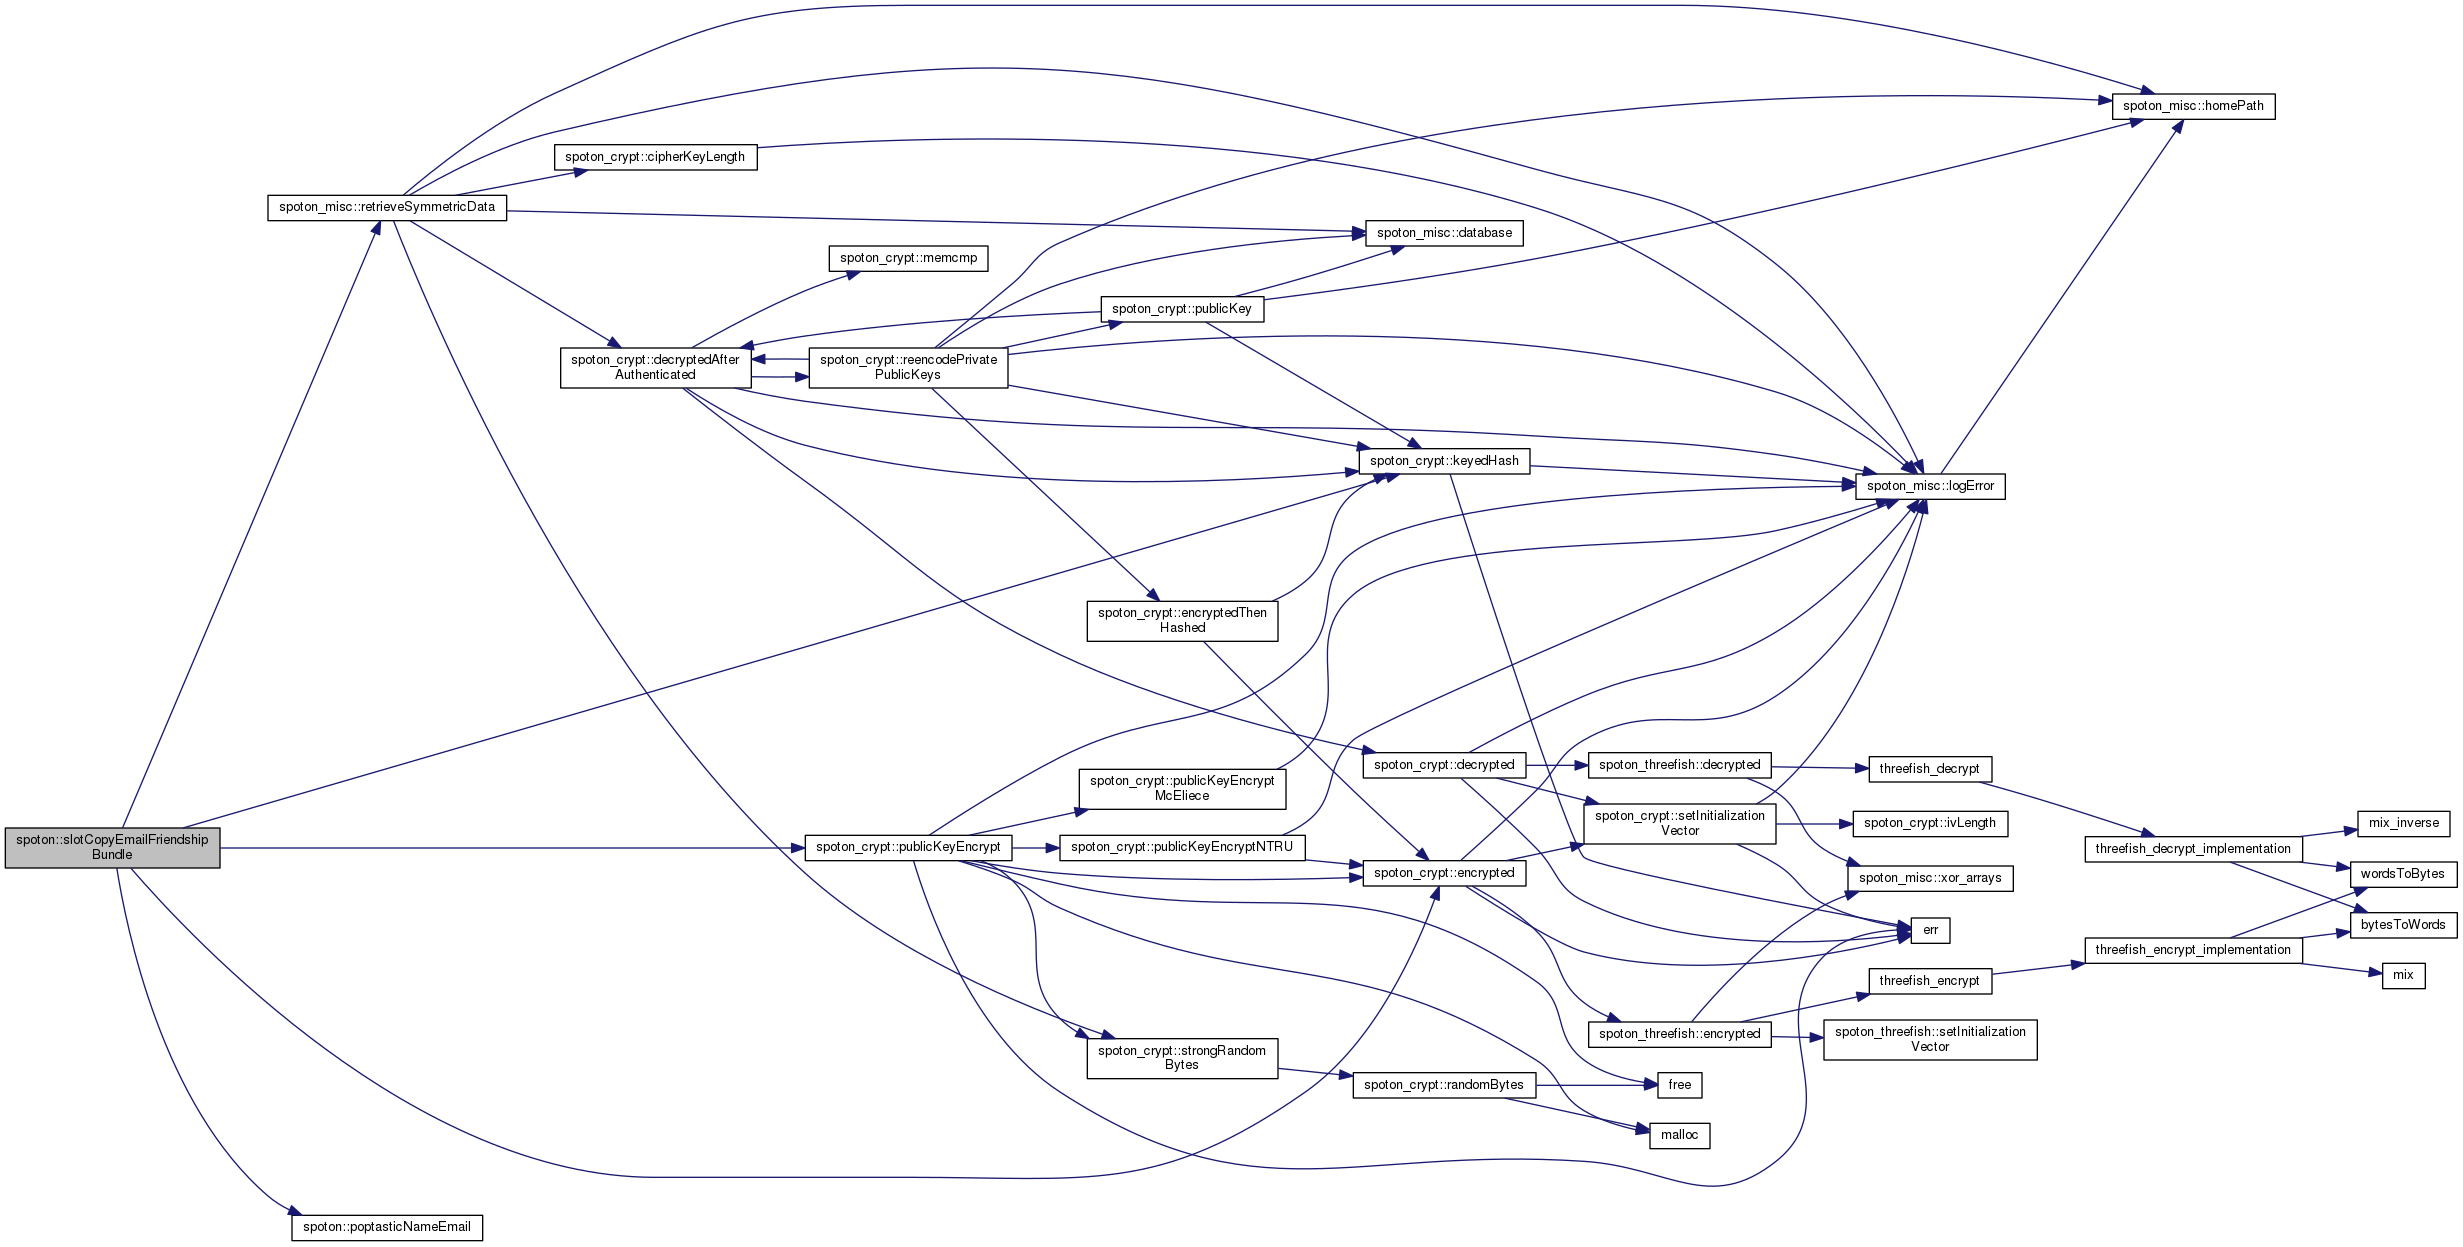 spoton_misc::homePath
spoton_crypt::cipherKeyLength
spoton_misc::retrieveSymmetricData
spoton_misc::database
spoton_crypt::memcmp
spoton_crypt::publicKey
spoton_crypt::decryptedAfter
Authenticated
spoton_crypt::reencodePrivate
PublicKeys
spoton_crypt::keyedHash
spoton_misc::logError
spoton_crypt::encryptedThen
Hashed
spoton_crypt::decrypted
spoton_threefish::decrypted
threefish_decrypt
spoton_crypt::publicKeyEncrypt
McEliece
spoton_crypt::setInitialization
Vector
spoton_crypt::ivLength
mix_inverse
spoton::slotCopyEmailFriendship
Bundle
spoton_crypt::publicKeyEncrypt
spoton_crypt::publicKeyEncryptNTRU
threefish_decrypt_implementation
spoton_crypt::encrypted
spoton_misc::xor_arrays
wordsToBytes
err
bytesToWords
threefish_encrypt_implementation
mix
threefish_encrypt
spoton_threefish::encrypted
spoton_threefish::setInitialization
Vector
spoton_crypt::strongRandom
Bytes
spoton_crypt::randomBytes
free
malloc
spoton::poptasticNameEmail